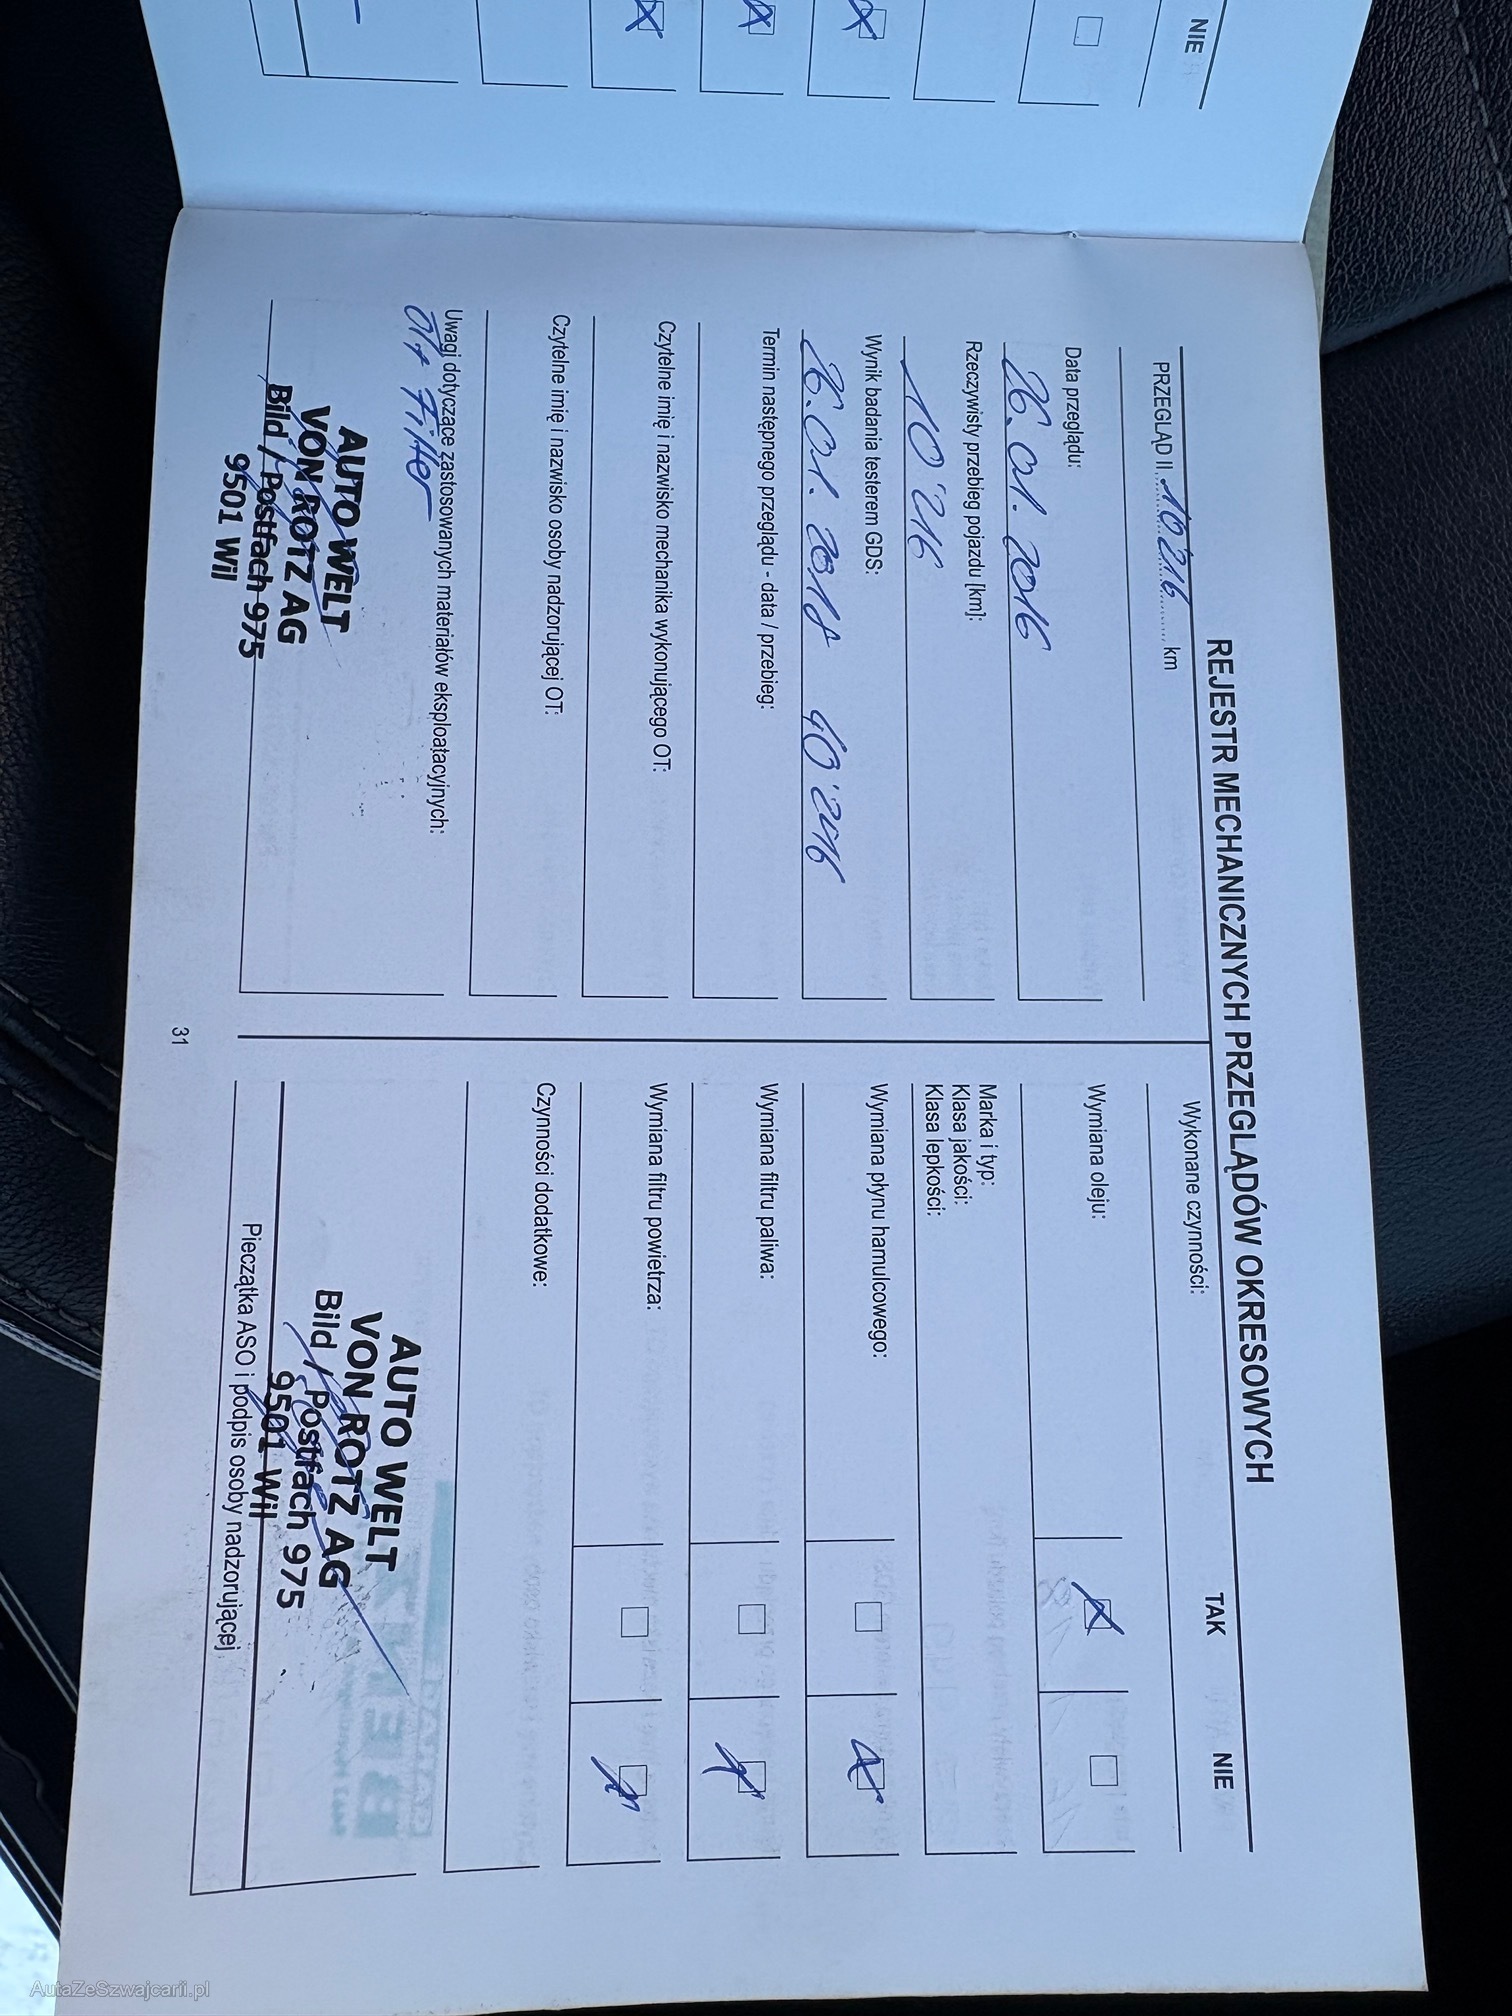 NIE
REJESTR MECHANICZNYCH PRZEGLĄDÓW OKRESOWYCH
PRZEGLĄD II 10'216 km
Data przeglądu:
26.01.2016
Rzeczywisty przebieg pojazdu [km]:
10'216
Wynik badania testerem GDS:
26.01.2018 40'216
Termin następnego przeglądu - data / przebieg:
Czytelne imię i nazwisko mechanika wykonującego OT:
Czytelne imię i nazwisko osoby nadzorującej OT:
Uwagi dotyczące zastosowanych materiałów eksploatacyjnych:
Öl + Filter
AUTO WELT
VON ROTZ AG
Bild / Postfach 975
9501 Wil
Wykonane czynności: TAK NIE
Wymiana oleju:
Marka i typ:
Klasa jakości:
Klasa lepkości:
Wymiana płynu hamulcowego:
Wymiana filtru paliwa:
Wymiana filtru powietrza:
Czynności dodatkowe:
AUTO WELT
VON ROTZ AG
Bild / Postfach 975
9501 Wil
Pieczątka ASO i podpis osoby nadzorującej
31
AutaZeSzwajcarii.pl